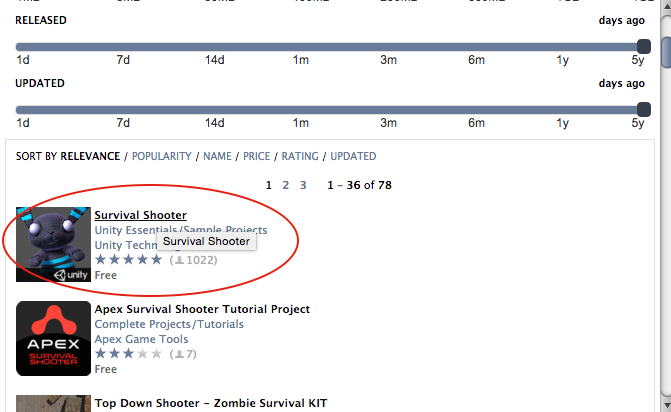 RELEASED days ago
1d 7d 14d 1m 3m 6m 1y 5y
UPDATED days ago
1d 7d 14d 1m 3m 6m 1y 5y
SORT BY RELEVANCE / POPULARITY / NAME / PRICE / RATING / UPDATED
1 2 3 1 – 36 of 78
Survival Shooter
Unity Essentials/Sample Projects
Unity
Survival Shooter
(1022)
unity
Free
Apex Survival Shooter Tutorial Project
Complete Projects/Tutorials
Apex Game Tools
(7)
Free
APEX
SURVIVAL
SHOOTER
Top Down Shooter – Zombie Survival KIT